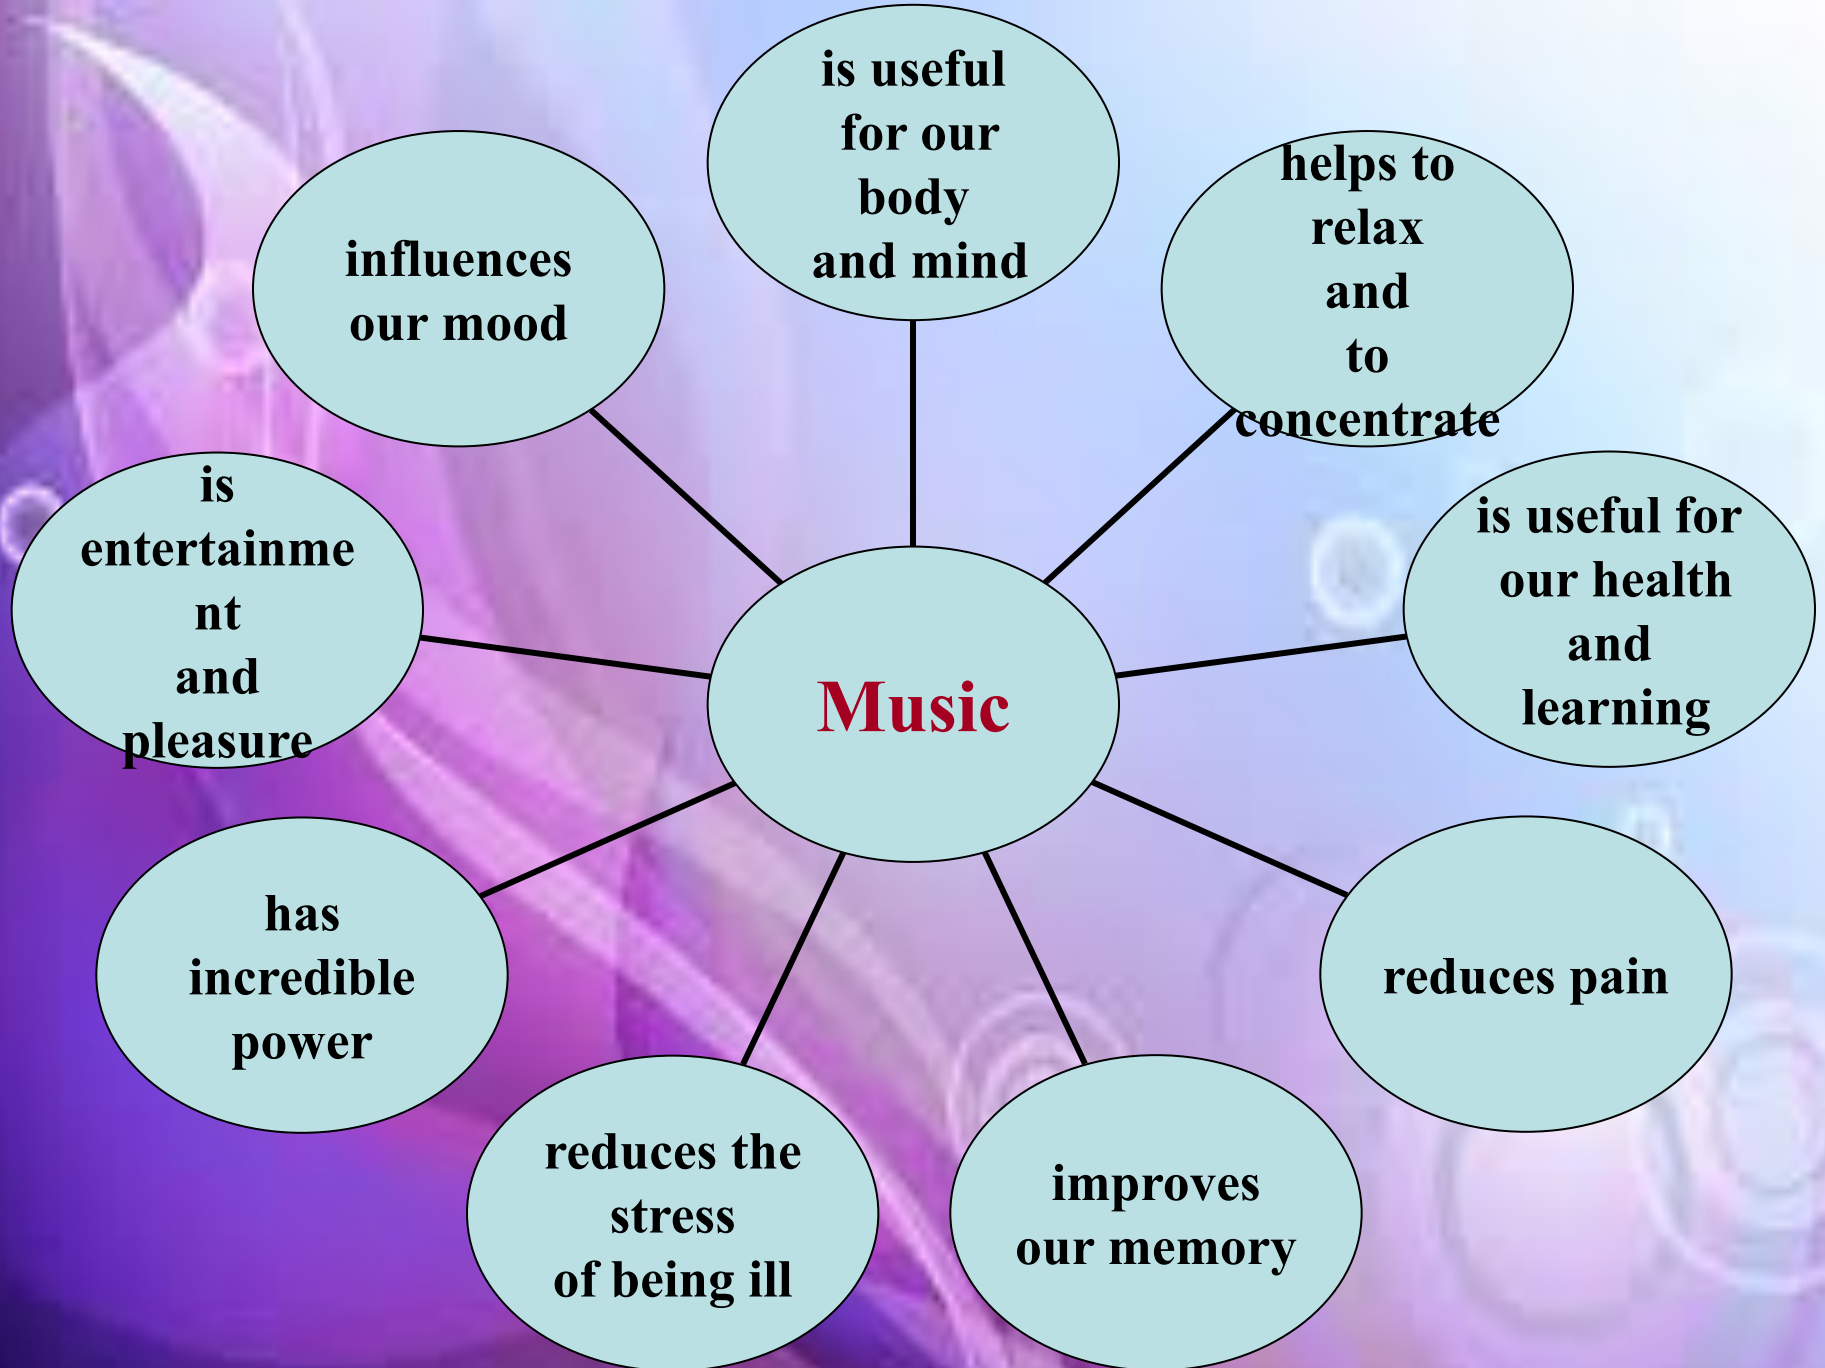 is useful
for our
body
and mind
helps to
relax
and
to
concentrate
is useful for
our health
and
learning
reduces pain
improves
our memory
reduces the
stress
of being ill
has
incredible
power
is
entertainme
nt
and
pleasure
influences
our mood
Music